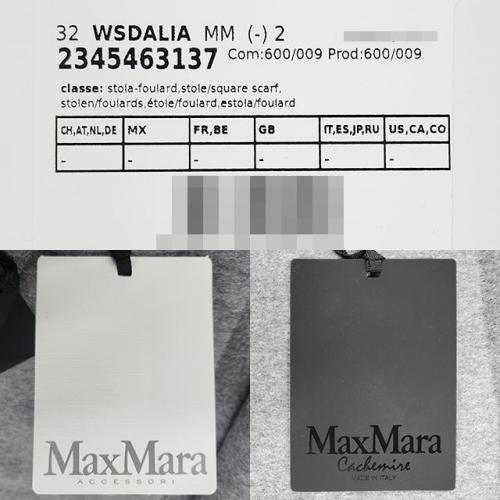 32 WSDALIA MM (-) 2
2345463137 Com:600/009 Prod:600/009
classe: stola-foulard,stole/square scarf,
stolen/foulards,étole/foulard,estola/foulard
CH,AT,NL,DE MX FR,BE GB IT,ES,JP,RU US,CA,CO
- - - - - -
MaxMara
ACCESSORI
MaxMara
Cachemire
MADE IN ITALY